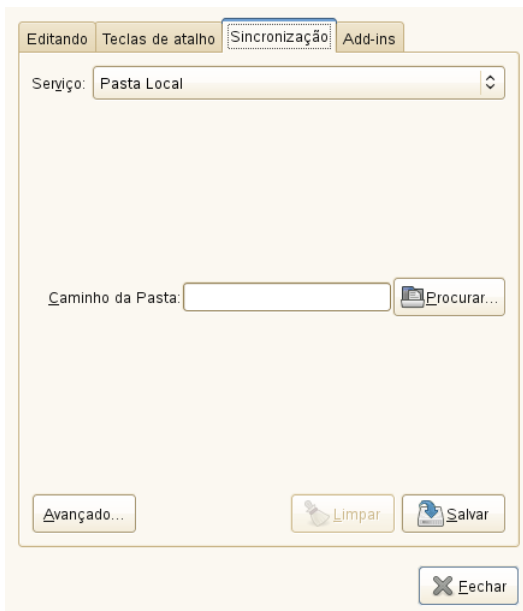 Editando Teclas de atalho Sincronização Add-ins
Serviço: Pasta Local
Caminho da Pasta: Procurar...
Avançado... Limpar Salvar
Fechar